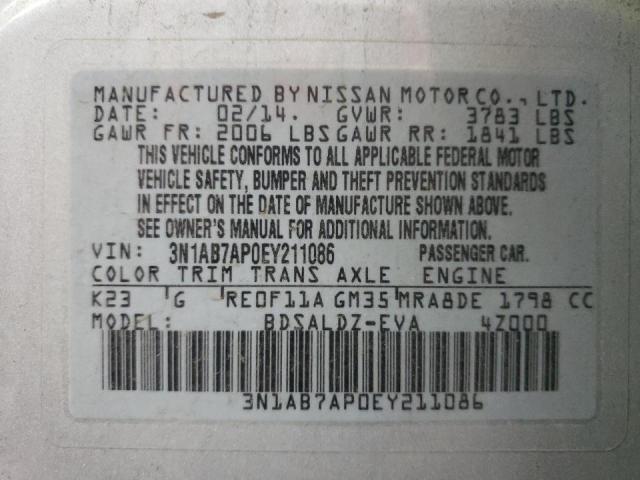 MANUFACTURED BY NISSAN MOTOR CO., LTD.
DATE: 02/14. GVWR: 3783 LBS
GAWR FR: 2006 LBS GAWR RR: 1841 LBS
THIS VEHICLE CONFORMS TO ALL APPLICABLE FEDERAL MOTOR
VEHICLE SAFETY, BUMPER AND THEFT PREVENTION STANDARDS
IN EFFECT ON THE DATE OF MANUFACTURE SHOWN ABOVE.
SEE OWNER'S MANUAL FOR ADDITIONAL INFORMATION.
VIN: 3N1AB7AP0EY211086 PASSENGER CAR.
COLOR TRIM TRANS AXLE ENGINE
K23 G RE0F11A GM35 MRA8DE 1798 CC
MODEL: BDSALDZ-EVA 4Z000
3N1AB7AP0EY211086